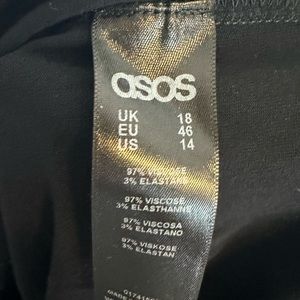 asos
UK 18
EU 46
US 14
97% VISCOSE
3% ELASTANE
97% VISCOSE
3% ELASTHANNE
97% VISCOSA
3% ELASTANO
97% VISKOSE
3% ELASTAN